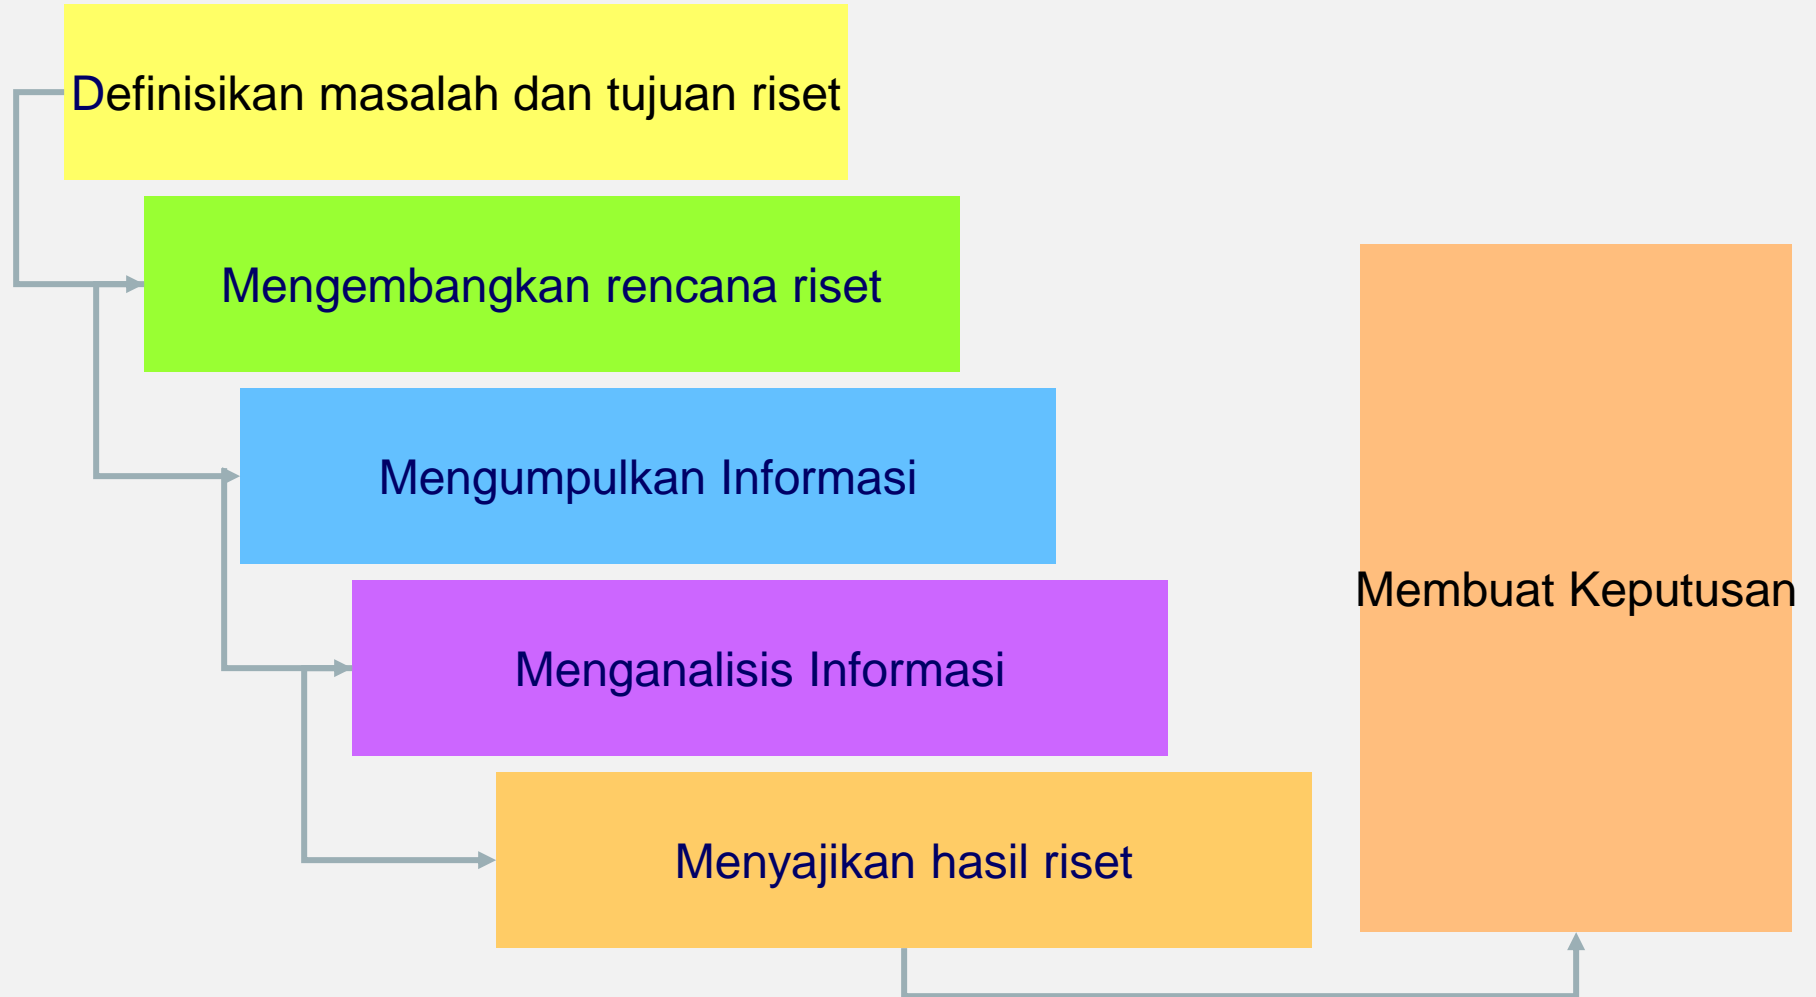 Definisikan masalah dan tujuan riset
Mengembangkan rencana riset
Mengumpulkan Informasi
Menganalisis Informasi
Menyajikan hasil riset
Membuat Keputusan